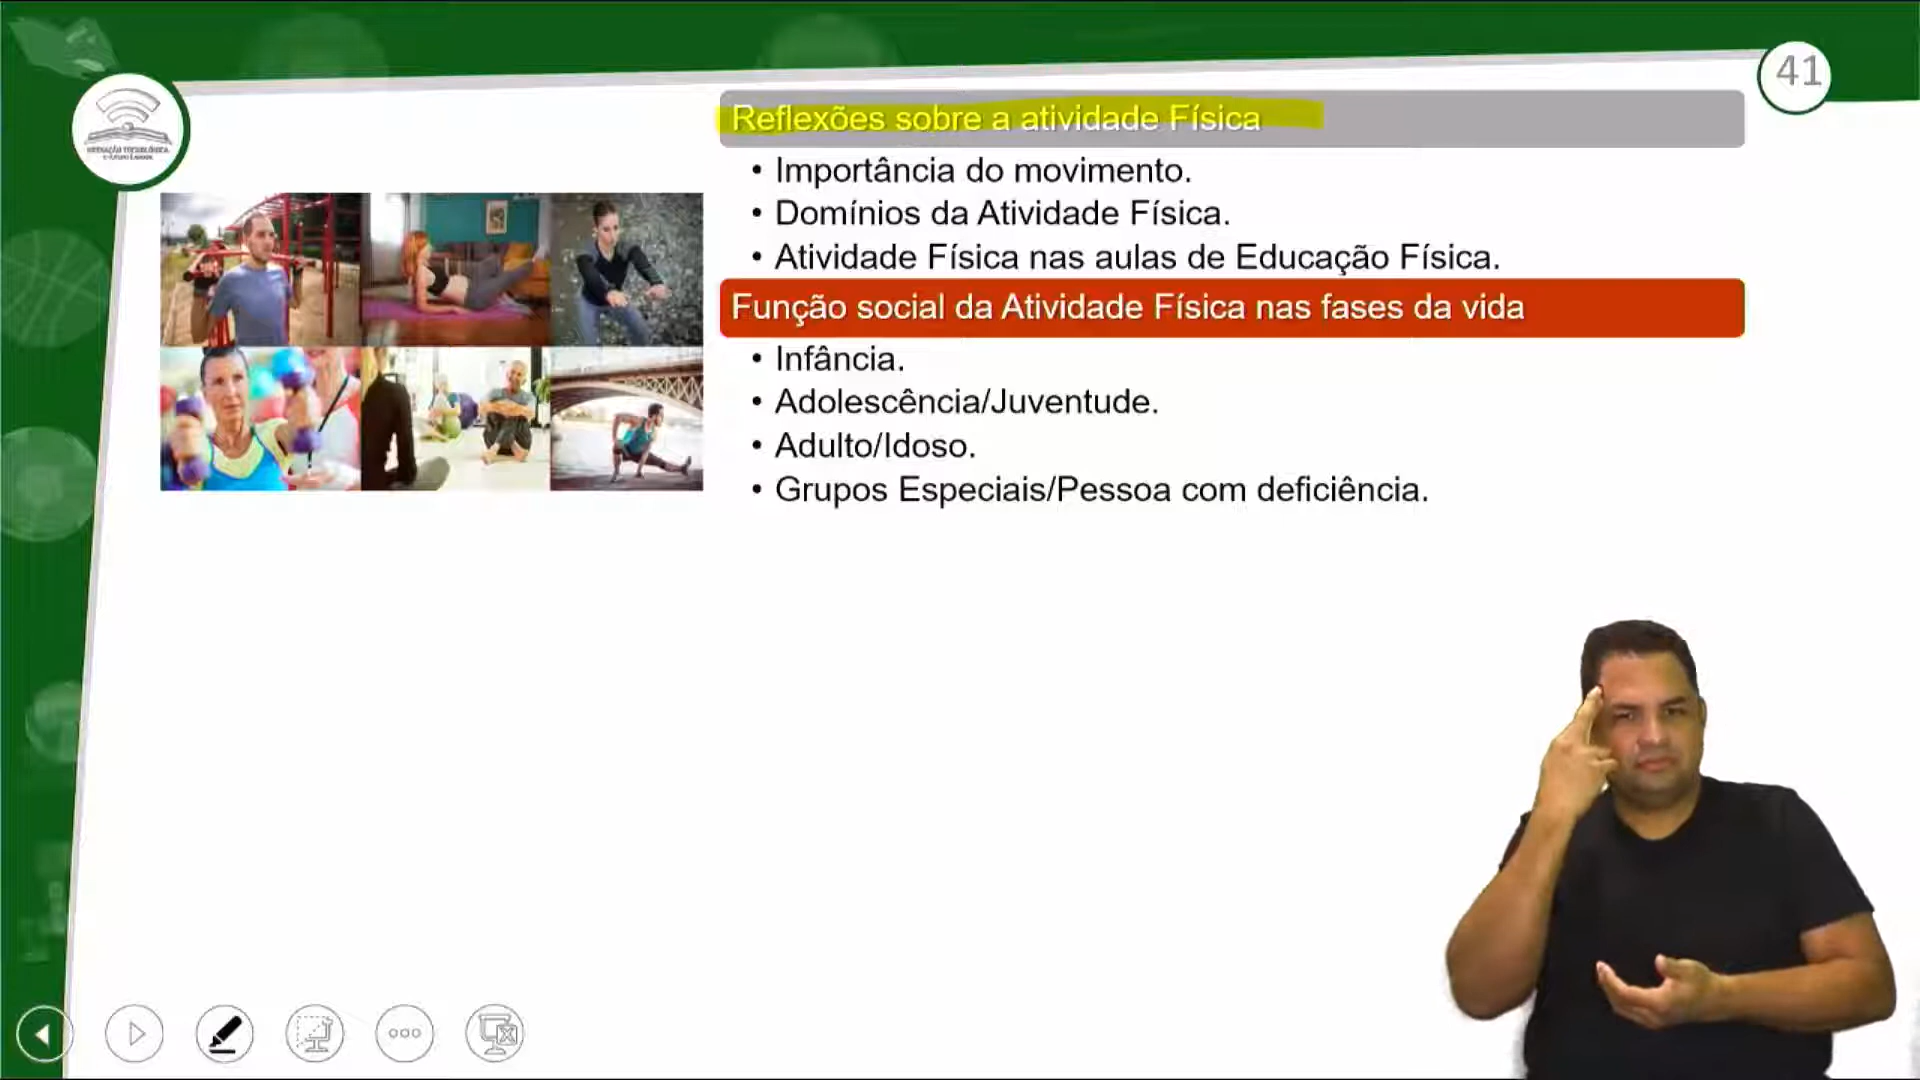 41
MEDIAÇÃO TECNOLÓGICA
Reflexões sobre a atividade Física
• Importância do movimento.
• Domínios da Atividade Física.
• Atividade Física nas aulas de Educação Física.
Função social da Atividade Física nas fases da vida
• Infância.
• Adolescência/Juventude.
• Adulto/Idoso.
• Grupos Especiais/Pessoa com deficiência.